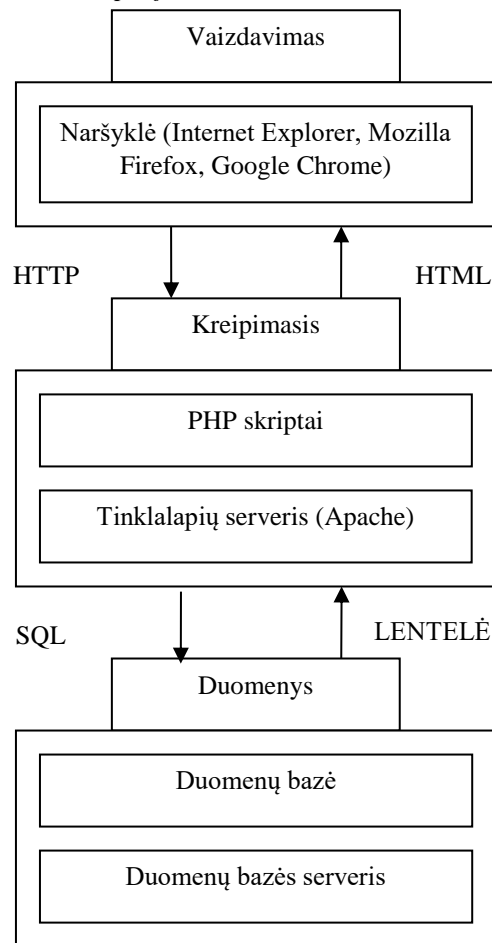 Vaizdavimas
Naršyklė (Internet Explorer, Mozilla
Firefox, Google Chrome)
HTTP
HTML
Kreipimasis
PHP skriptai
Tinklalapių serveris (Apache)
SQL
LENTELĖ
Duomenys
Duomenų bazė
Duomenų bazės serveris